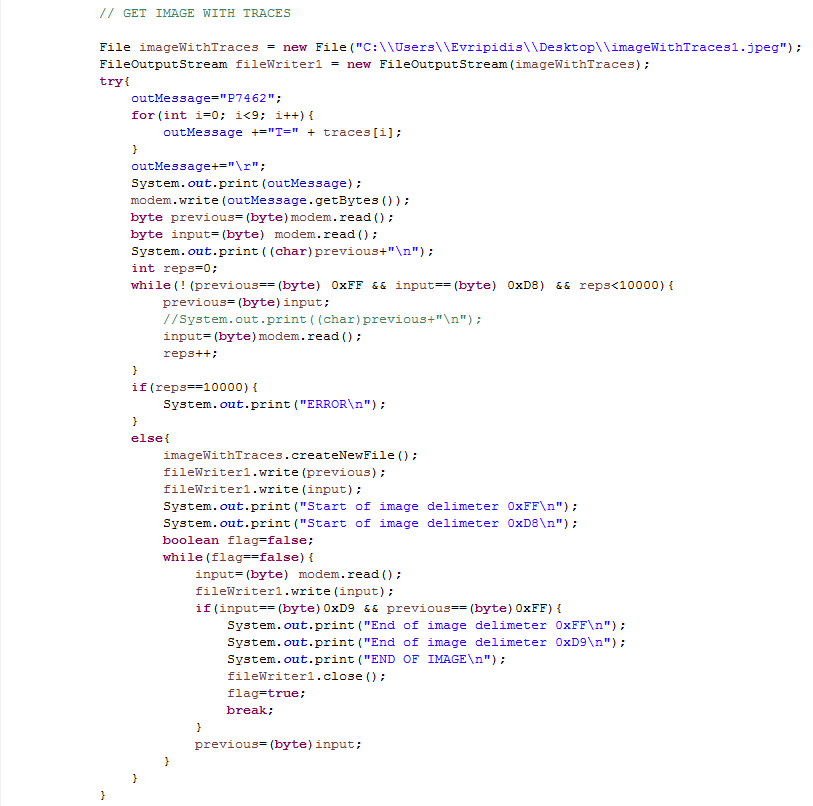 // GET IMAGE WITH TRACES
File imageWithTraces = new File("C:\\Users\\Evripidis\\Desktop\\imageWithTraces1.jpeg");
FileOutputStream fileWriter1 = new FileOutputStream(imageWithTraces);
try{
outMessage="P7462";
for(int i=0; i<9; i++){
outMessage +="T=" + traces[i];
}
outMessage+="\r";
System.out.print(outMessage);
modem.write(outMessage.getBytes());
byte previous=(byte)modem.read();
byte input=(byte) modem.read();
System.out.print((char)previous+"\n");
int reps=0;
while(!(previous==(byte) 0xFF && input==(byte) 0xD8) && reps<10000){
previous=(byte)input;
//System.out.print((char)previous+"\n");
input=(byte)modem.read();
reps++;
}
if(reps==10000){
System.out.print("ERROR\n");
}
else{
imageWithTraces.createNewFile();
fileWriter1.write(previous);
fileWriter1.write(input);
System.out.print("Start of image delimeter 0xFF\n");
System.out.print("Start of image delimeter 0xD8\n");
boolean flag=false;
while(flag==false){
input=(byte) modem.read();
fileWriter1.write(input);
if(input==(byte)0xD9 && previous==(byte)0xFF){
System.out.print("End of image delimeter 0xFF\n");
System.out.print("End of image delimeter 0xD9\n");
System.out.print("END OF IMAGE\n");
fileWriter1.close();
flag=true;
break;
}
previous=(byte)input;
}
}
}